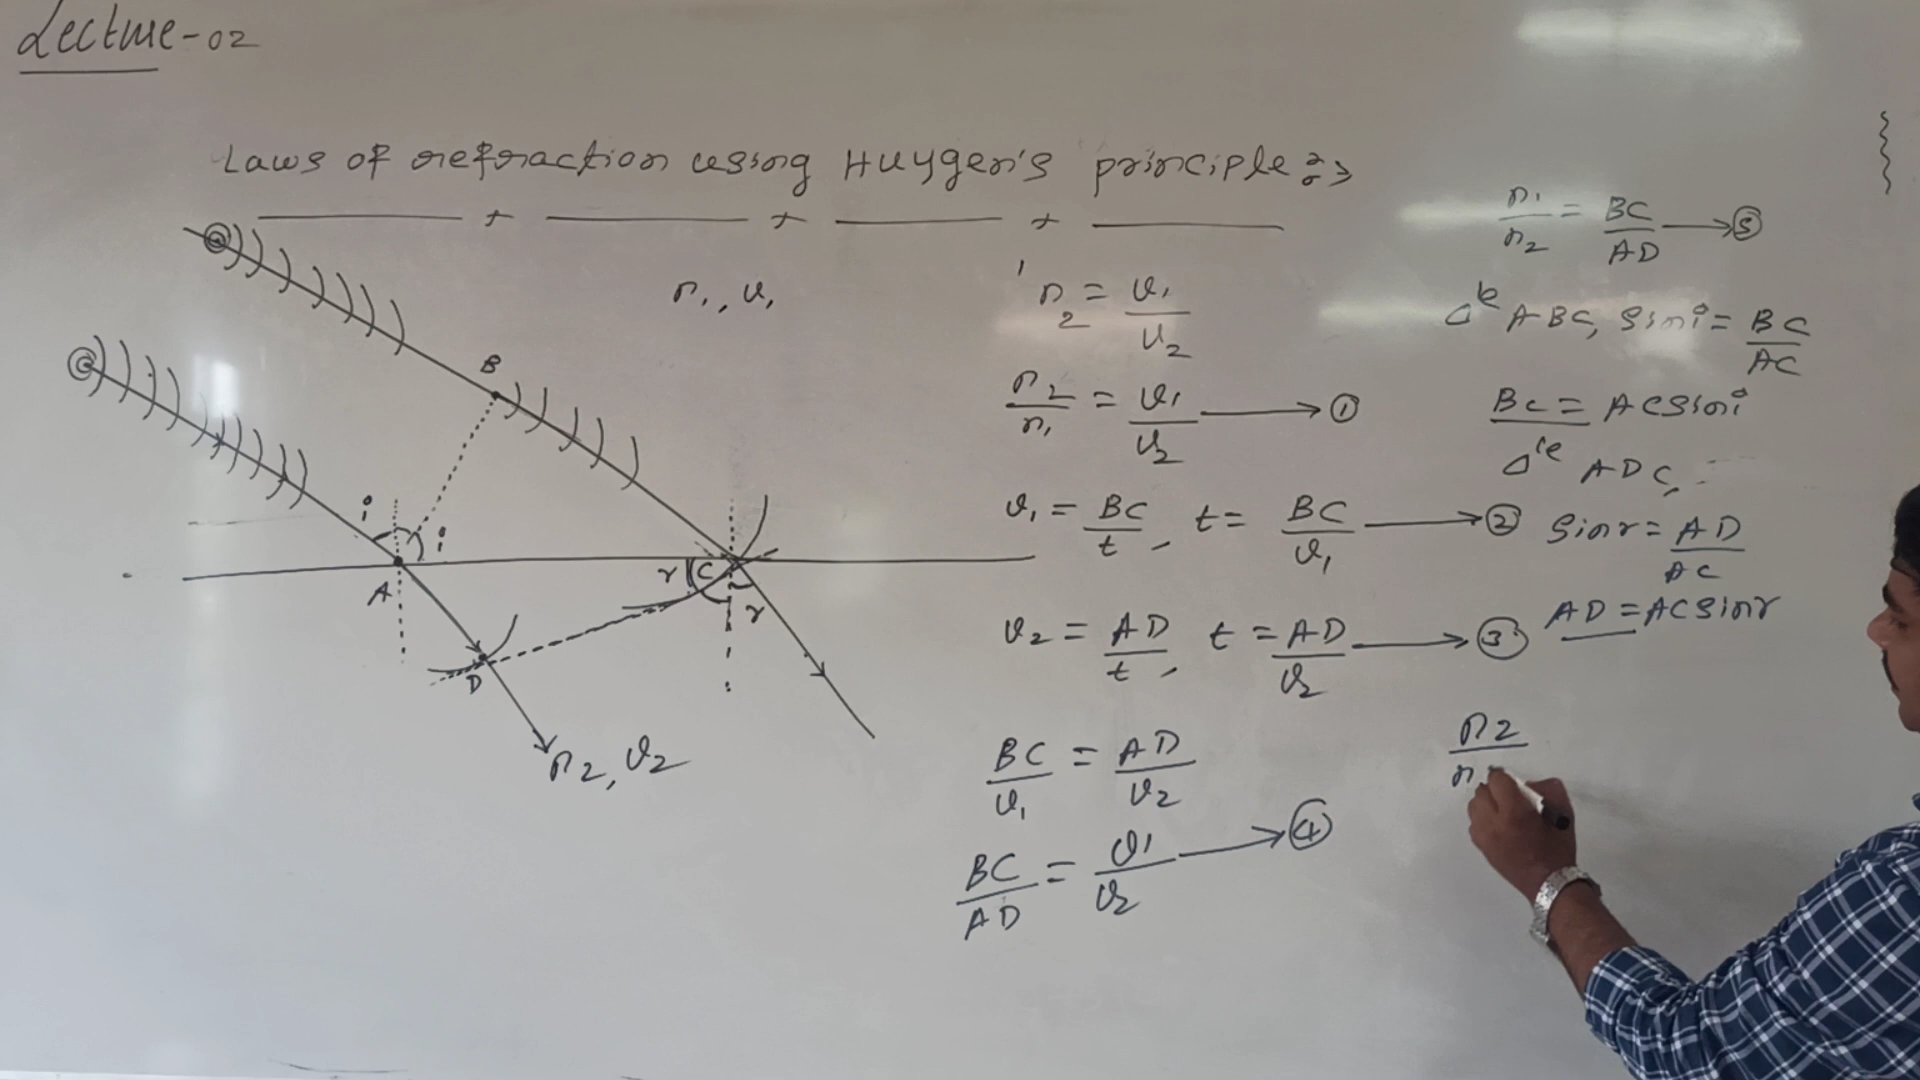 Lecture-02
Laws of refraction using Huygen's principle:->
n1, v1
B
i
i
A
r
C
r
D
n2, v2
1n2 = v1/v2
n2/n1 = v1/v2 → ①
v1 = BC/t, t = BC/v1 → ②
v2 = AD/t, t = AD/v2 → ③
BC/v1 = AD/v2
BC/AD = v1/v2 → ④
n1/n2 = BC/AD → ⑤
Δle ABC, sin i = BC/AC
BC = AC sin i
Δle ADC,
sin r = AD/AC
AD = AC sin r
n2/n1